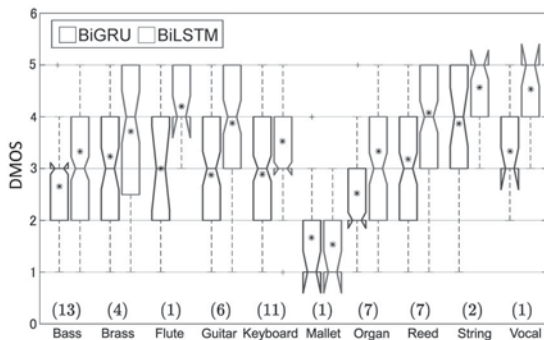 6
BiGRU BiLSTM
5
4
DMOS
3
2
1
(13) (4) (1) (6) (11) (1) (7) (7) (2) (1)
0
Bass Brass Flute Guitar Keyboard Mallet Organ Reed String Vocal